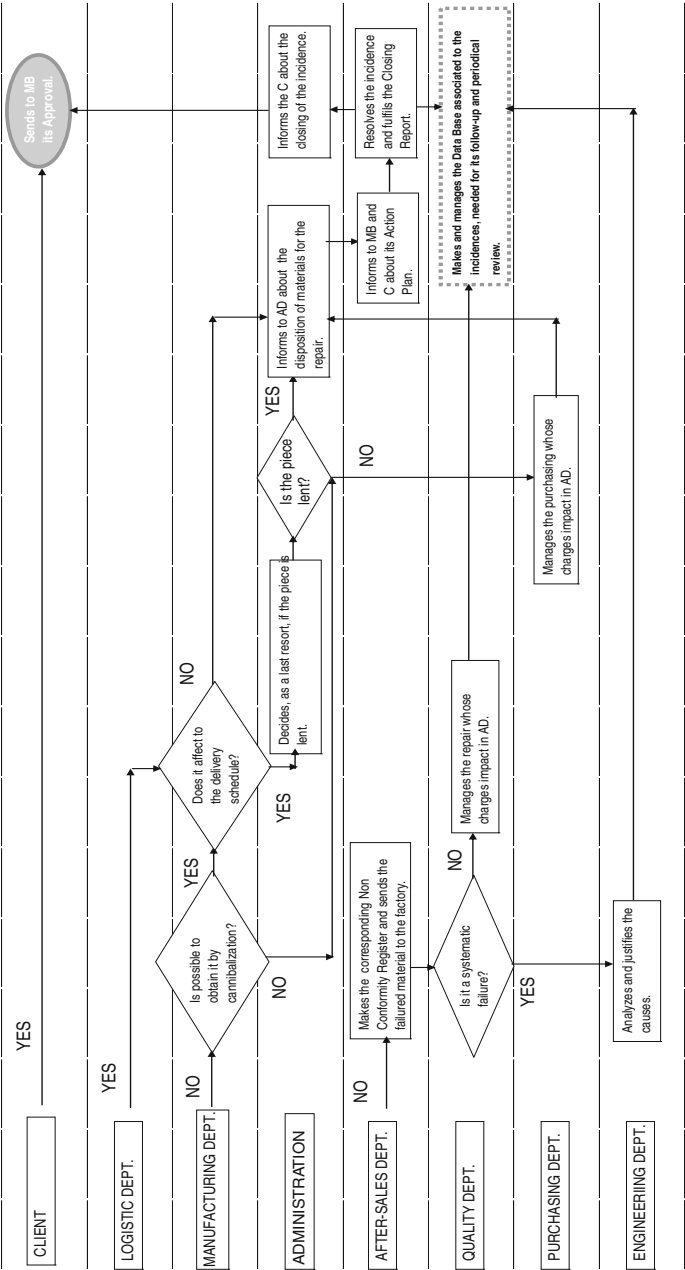 CLIENT
YES
Sends to MB
its Approval.
LOGISTIC DEPT.
YES
MANUFACTURING DEPT.
NO
Is possible to
obtain it by
cannibalization?
YES
NO
Does it affect to
the delivery
schedule?
NO
YES
ADMINISTRATION
Decides, as a last resort, if the piece is
lent.
Is the piece
lent?
YES
NO
Informs to AD about the
disposition of materials for the
repair.
Informs the C about the
closing of the incidence.
AFTER-SALES DEPT.
NO
Makes the corresponding Non
Conformity Register and sends the
failured material to the factory.
Informs to MB and
C about its Action
Plan.
Resolves the incidence
and fulfils the Closing
Report.
QUALITY DEPT.
Is it a systematic
failure?
NO
YES
Manages the repair whose
charges impact in AD.
Makes and manages the Data Base associated to the
incidences, needed for its follow-up and periodical
review.
PURCHASING DEPT.
Manages the purchasing whose
charges impact in AD.
ENGINEERIING DEPT.
Analyzes and justifies the
causes.